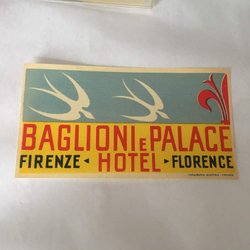 BAGLIONI E PALACE
FIRENZE HOTEL FLORENCE